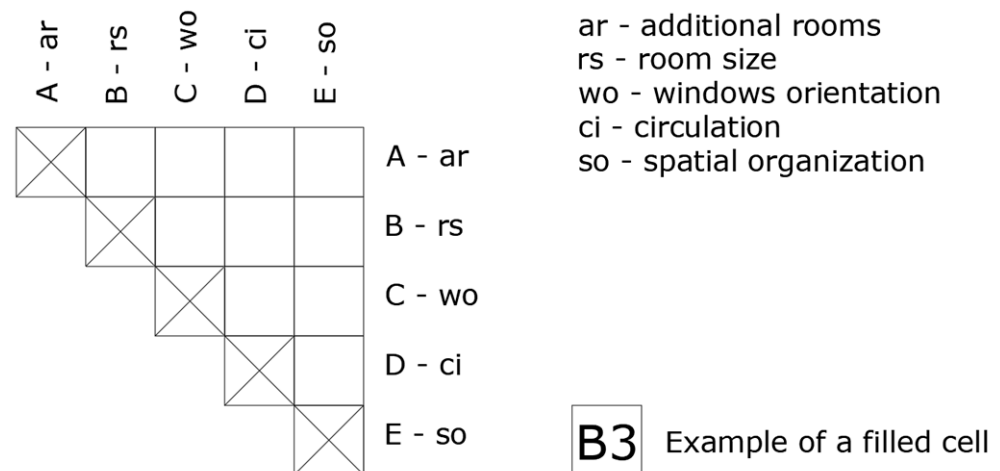 A - ar
B - rs
C - wo
D - ci
E - so
A - ar
B - rs
C - wo
D - ci
E - so
ar - additional rooms
rs - room size
wo - windows orientation
ci - circulation
so - spatial organization
B3 Example of a filled cell